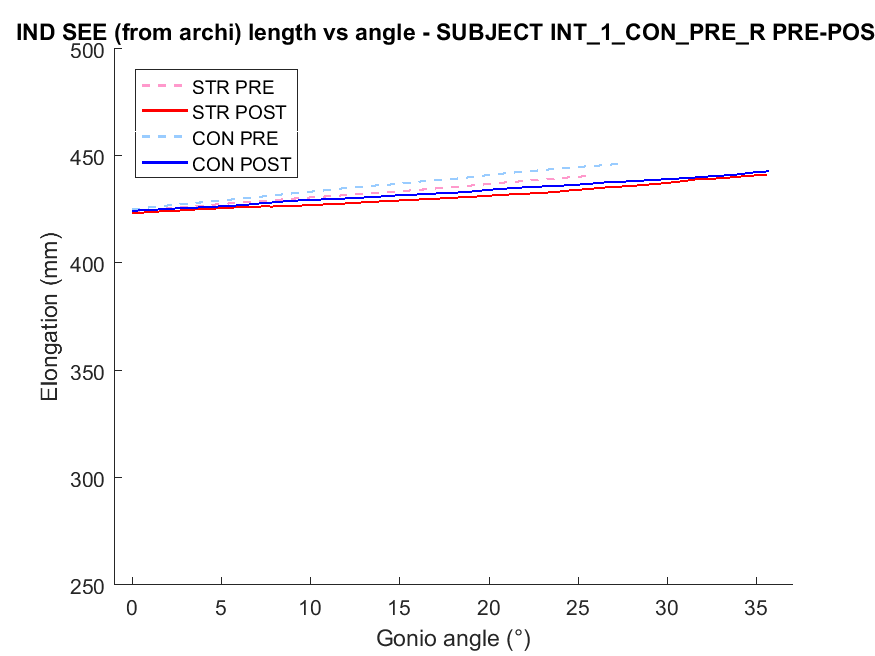 IND SEE (from archi) length vs angle - SUBJECT INT_1_CON_PRE_R PRE-POS
500
450
400
350
300
250
Elongation (mm)
STR PRE
STR POST
CON PRE
CON POST
0 5 10 15 20 25 30 35
Gonio angle (°)